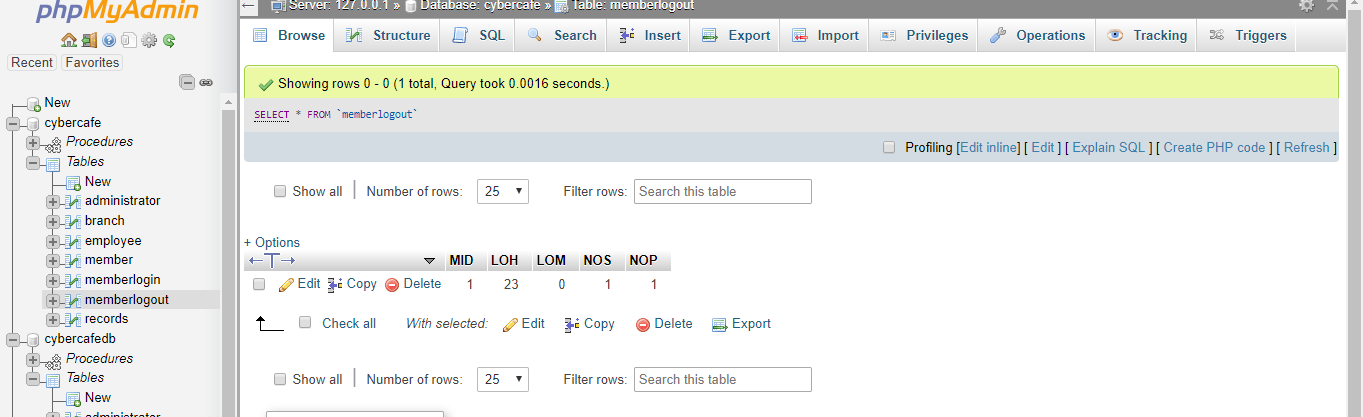 phpMyAdmin
Recent Favorites
New
cybercafe
Procedures
Tables
New
administrator
branch
employee
member
memberlogin
memberlogout
records
cybercafedb
Procedures
Tables
New
administrator
Server: 127.0.0.1 » Database: cybercafe » Table: memberlogout
Browse Structure SQL Search Insert Export Import Privileges Operations Tracking Triggers
Showing rows 0 - 0 (1 total, Query took 0.0016 seconds.)
SELECT * FROM `memberlogout`
Profiling [Edit inline] [ Edit ] [ Explain SQL ] [ Create PHP code ] [ Refresh ]
Show all | Number of rows: 25 Filter rows: Search this table
+ Options
←T→ MID LOH LOM NOS NOP
Edit Copy Delete 1 23 0 1 1
Check all With selected: Edit Copy Delete Export
Show all | Number of rows: 25 Filter rows: Search this table